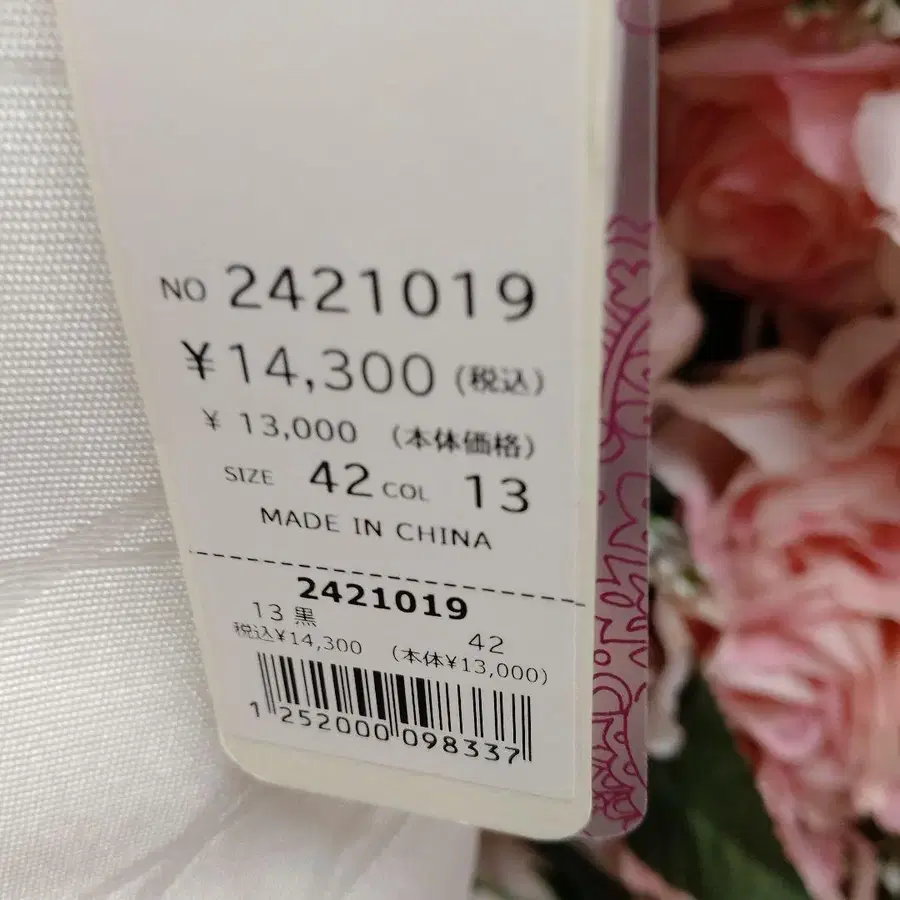 NO 2421019
¥14,300 (税込)
¥ 13,000 (本体価格)
SIZE 42 COL 13
MADE IN CHINA
2421019
13 黒 42
税込¥14,300 (本体¥13,000)
1 252000 098337